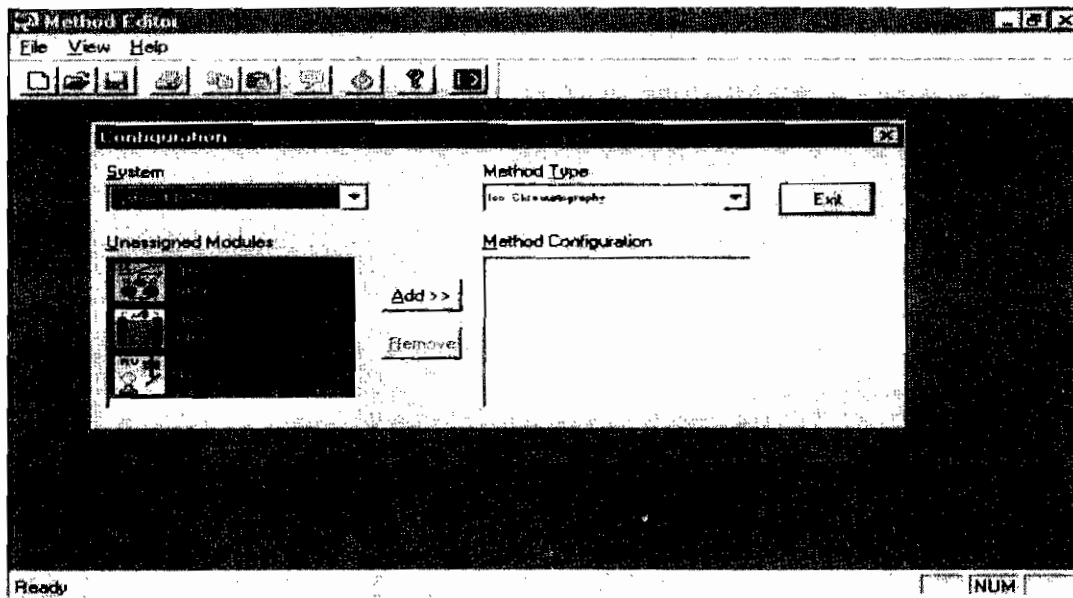 Method Editor
File View Help
Configuration
System
Method Type
Ion Chromatography
Exit
Unassigned Modules
Method Configuration
Add >>
Remove
Ready
NUM